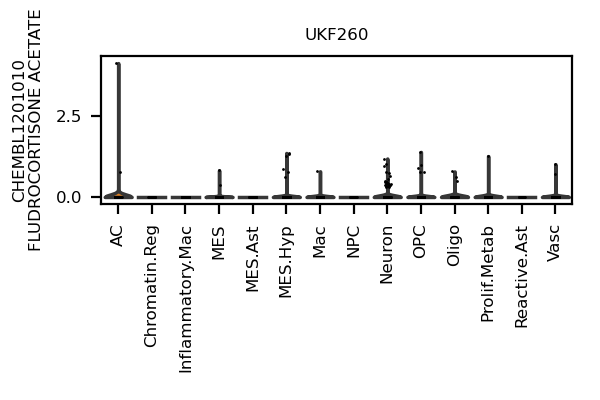 UKF260
CHEMBL1201010
FLUDROCORTISONE ACETATE
2.5
0.0
AC
Chromatin.Reg
Inflammatory.Mac
MES
MES.Ast
MES.Hyp
Mac
NPC
Neuron
OPC
Oligo
Prolif.Metab
Reactive.Ast
Vasc